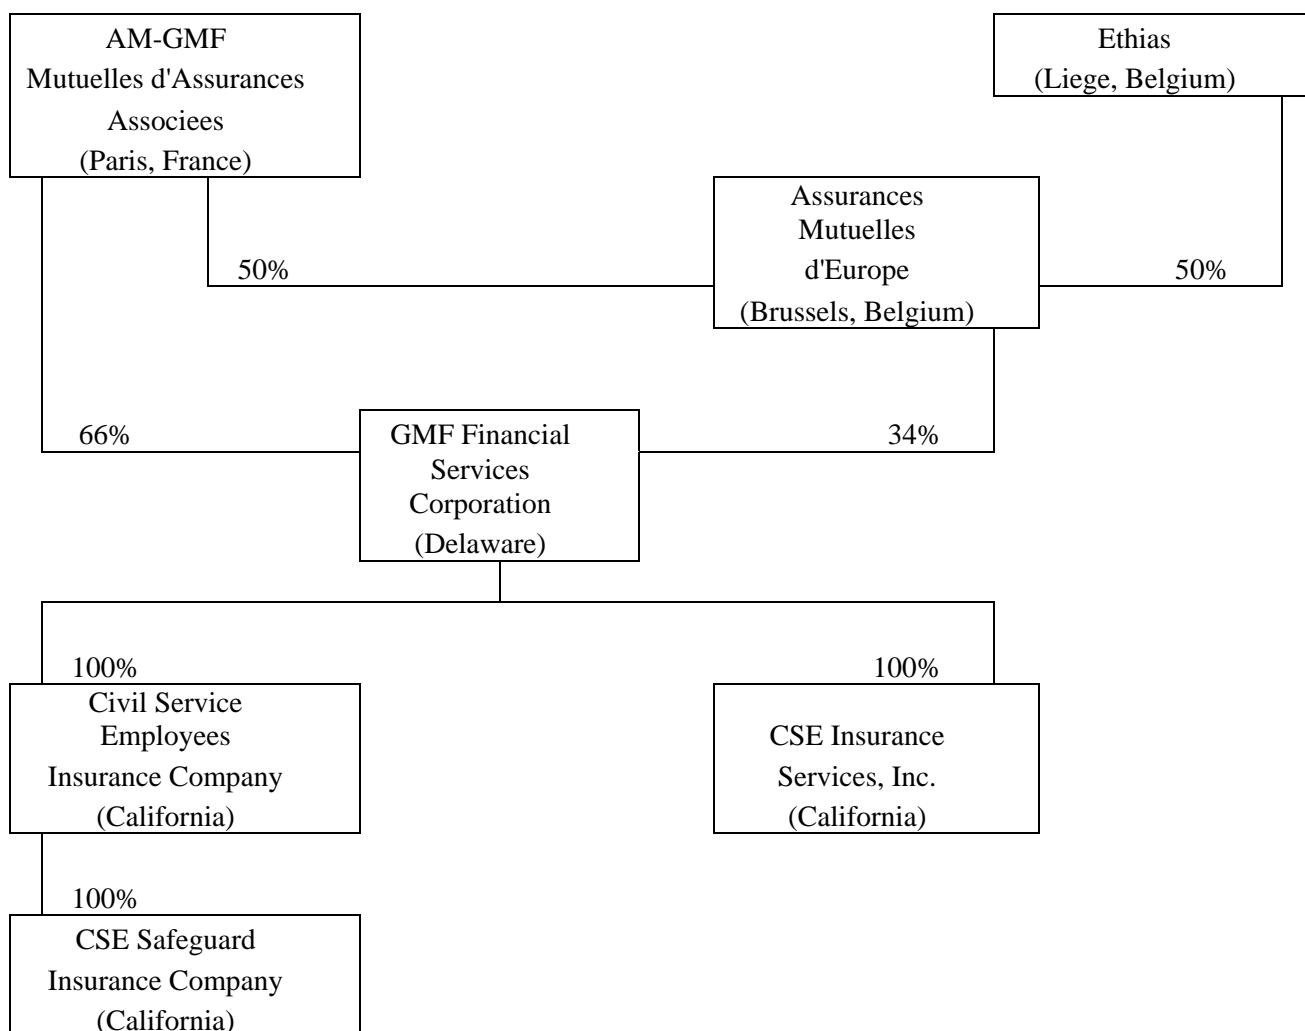 AM-GMF
Mutuelles d'Assurances
Associees
(Paris, France)
Ethias
(Liege, Belgium)
Assurances
Mutuelles
d'Europe
(Brussels, Belgium)
50%
50%
66%
GMF Financial
Services
Corporation
(Delaware)
34%
100%
100%
Civil Service
Employees
Insurance Company
(California)
CSE Insurance
Services, Inc.
(California)
100%
CSE Safeguard
Insurance Company
(California)